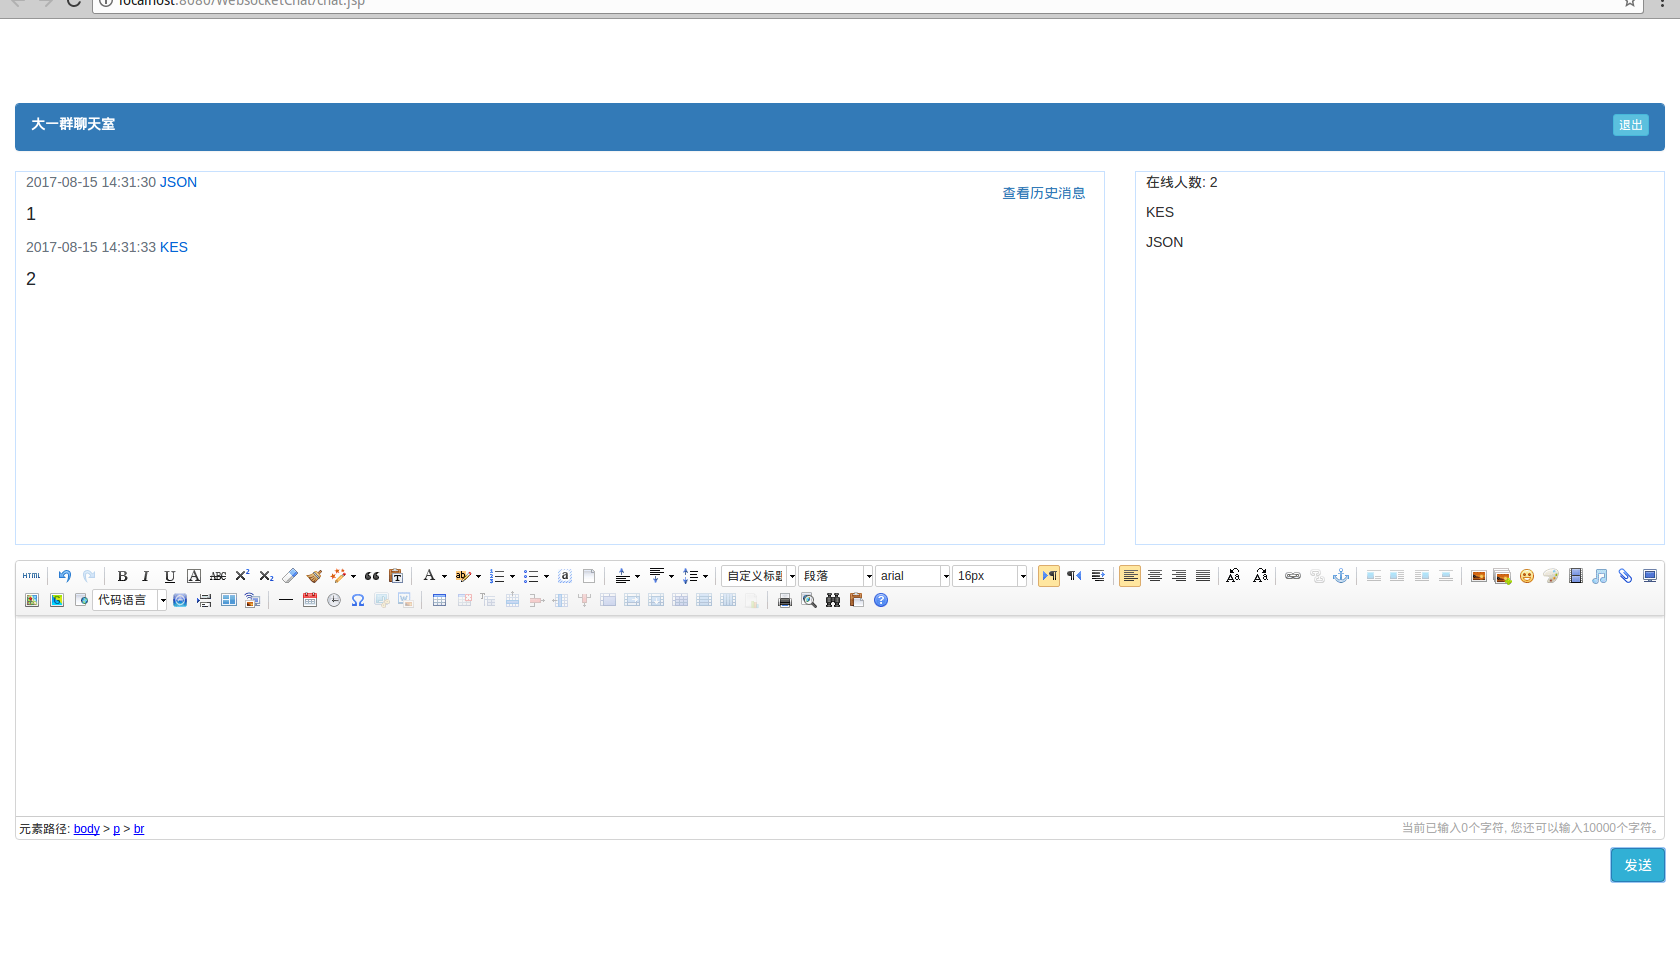 localhost:8080/WebsocketChat/chat.jsp
大一群聊天室
退出
2017-08-15 14:31:30 JSON
查看历史消息
1
2017-08-15 14:31:33 KES
2
在线人数: 2
KES
JSON
HTML B I U A ABC X² X₂ A ab a 自定义标题 段落 arial 16px
代码语言
元素路径: body > p > br
当前已输入0个字符, 您还可以输入10000个字符。
发送